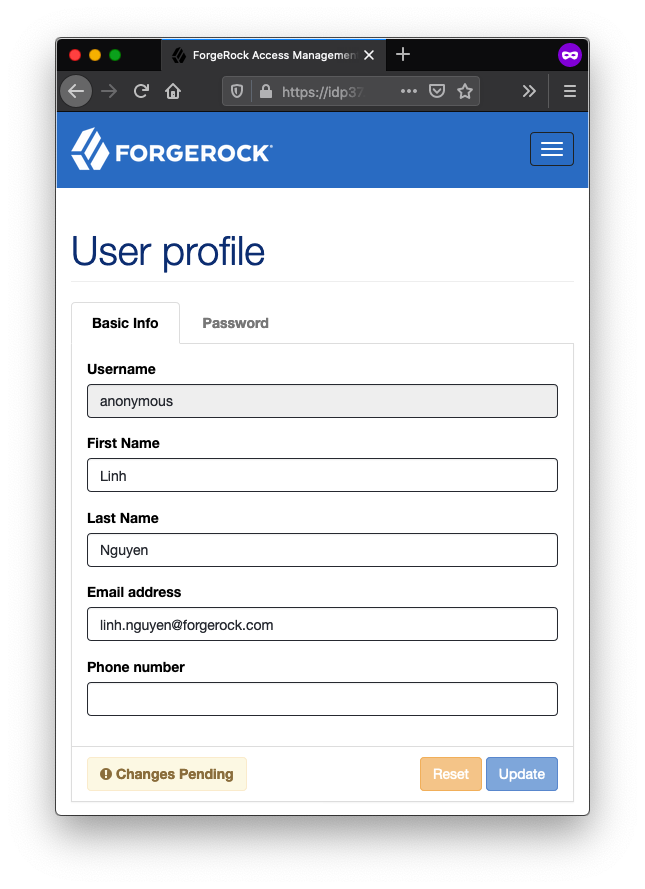 ForgeRock Access Managemen
https://idp37
FORGEROCK
User profile
Basic Info Password
Username
anonymous
First Name
Linh
Last Name
Nguyen
Email address
linh.nguyen@forgerock.com
Phone number
Changes Pending Reset Update